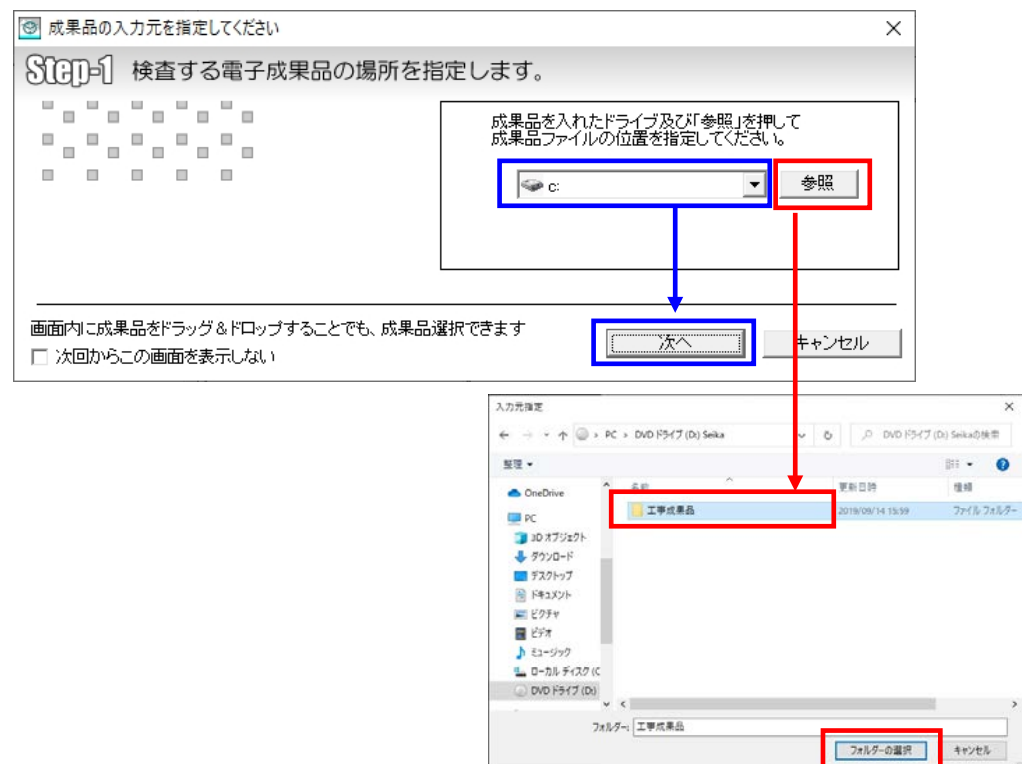 成果品の入力元を指定してください
Step-1 検査する電子成果品の場所を指定します。
成果品を入れたドライブ及び「参照」を押して
成果品ファイルの位置を指定してください。
c:
参照
画面内に成果品をドラッグ＆ドロップすることでも、成果品選択できます
次回からこの画面を表示しない
次へ
キャンセル
入力元指定
PC › DVD ドライブ (D:) Seika
DVD ドライブ (D:) Seikaの検索
整理
名前 更新日時 種類
工事成果品 2019/09/14 15:59 ファイル フォルダー
OneDrive
PC
3D オブジェクト
ダウンロード
デスクトップ
ドキュメント
ピクチャ
ビデオ
ミュージック
ローカル ディスク (C
DVD ドライブ (D:)
フォルダー: 工事成果品
フォルダーの選択
キャンセル